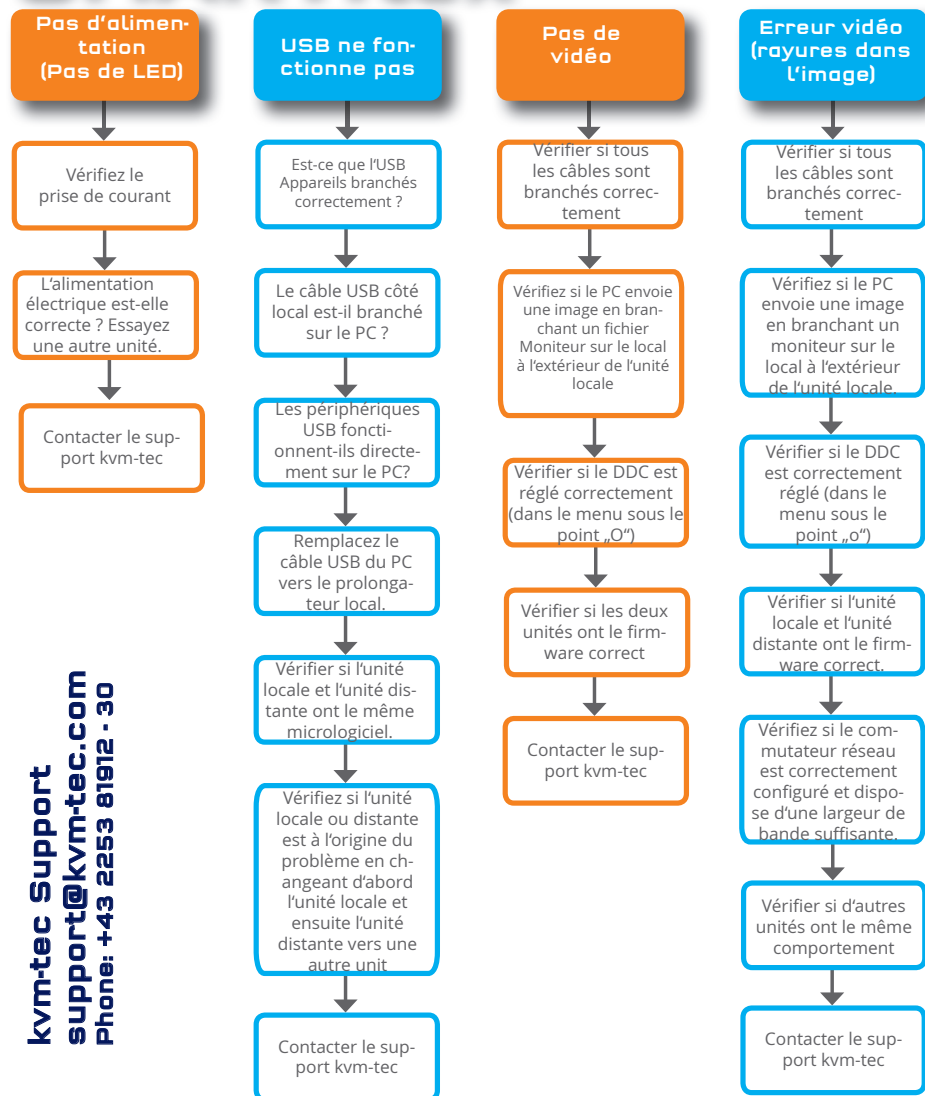 Pas d'alimen-
tation
(Pas de LED)
Vérifiez le
prise de courant
L'alimentation
électrique est-elle
correcte ? Essayez
une autre unité.
Contacter le sup-
port kvm-tec
USB ne fon-
ctionne pas
Est-ce que l'USB
Appareils branchés
correctement ?
Le câble USB côté
local est-il branché
sur le PC ?
Les périphériques
USB foncti-
onnent-ils directe-
ment sur le PC?
Remplacez le
câble USB du PC
vers le prolonga-
teur local.
Vérifier si l'unité
locale et l'unité dis-
tante ont le même
micrologiciel.
Vérifiez si l'unité
locale ou distante
est à l'origine du
problème en ch-
angeant d'abord
l'unité locale et
ensuite l'unité
distante vers une
autre unit
Contacter le sup-
port kvm-tec
Pas de
vidéo
Vérifier si tous
les câbles sont
branchés correc-
tement
Vérifiez si le PC envoie
une image en bran-
chant un fichier
Moniteur sur le local
à l'extérieur de l'unité
locale
Vérifier si le DDC est
réglé correctement
(dans le menu sous le
point „O“)
Vérifier si les deux
unités ont le firm-
ware correct
Contacter le sup-
port kvm-tec
Erreur vidéo
(rayures dans
l'image)
Vérifier si tous
les câbles sont
branchés correc-
tement
Vérifiez si le PC
envoie une image
en branchant un
moniteur sur le
local à l'extérieur
de l'unité locale.
Vérifier si le DDC
est correctement
réglé (dans le
menu sous le
point „o“)
Vérifier si l'unité
locale et l'unité
distante ont le firm-
ware correct.
Vérifiez si le com-
mutateur réseau
est correctement
configuré et dispo-
se d'une largeur de
bande suffisante.
Vérifier si d'autres
unités ont le même
comportement
Contacter le sup-
port kvm-tec
kvm-tec Support
support@kvm-tec.com
Phone: +43 2253 81912 - 30